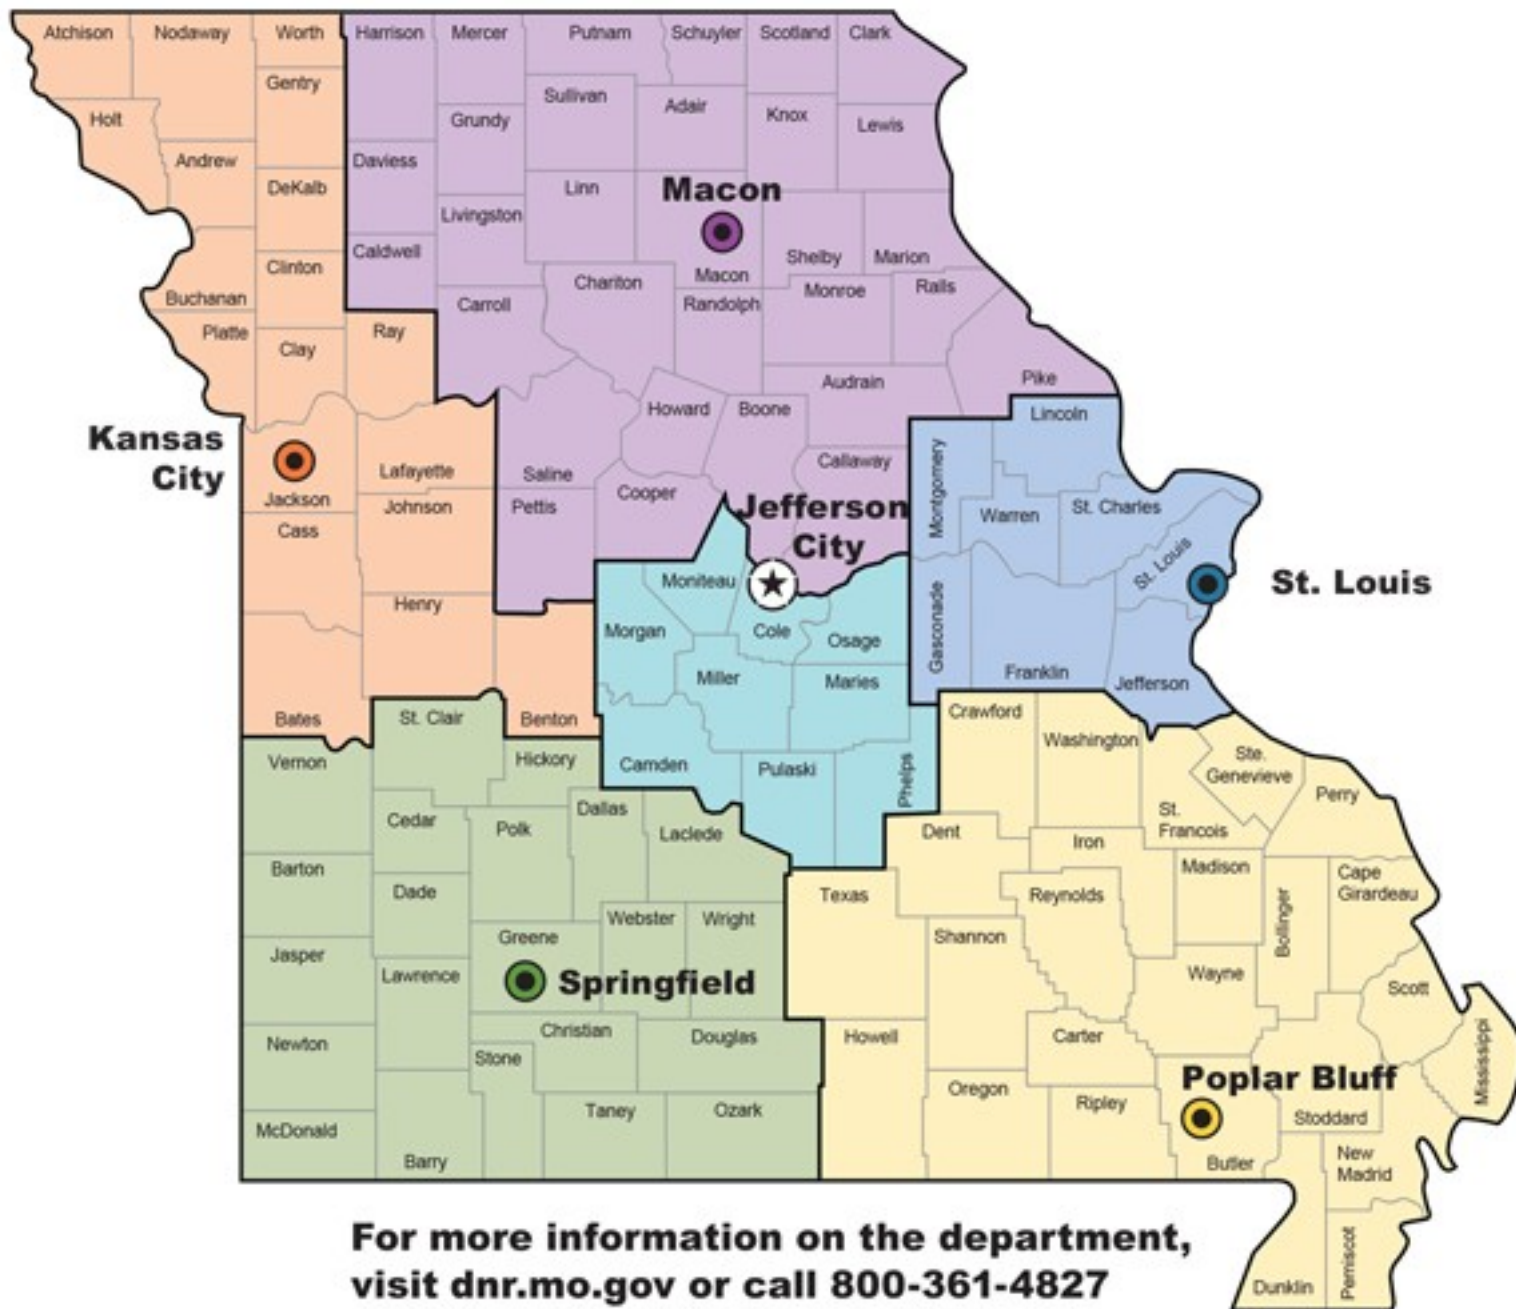 Atchison
Nodaway
Worth
Harrison
Mercer
Putnam
Schuyler
Scotland
Clark
Gentry
Holt
Sullivan
Adair
Knox
Grundy
Lewis
Andrew
Daviess
DeKalb
Linn
Macon
Livingston
Caldwell
Shelby
Marion
Clinton
Macon
Chariton
Ralls
Monroe
Buchanan
Carroll
Randolph
Platte
Ray
Clay
Audrain
Pike
Howard
Boone
Lincoln
Kansas
City
Lafayette
Saline
Callaway
Montgomery
Jackson
Johnson
Pettis
Cooper
Jefferson
City
Warren
St. Charles
Cass
St. Louis
St. Louis
Moniteau
Henry
Morgan
Cole
Osage
Gasconade
Miller
Maries
Franklin
Jefferson
Bates
St. Clair
Benton
Crawford
Washington
Vernon
Hickory
Camden
Pulaski
Phelps
Ste.
Genevieve
Perry
Cedar
Polk
Dallas
Laclede
Dent
Iron
St.
Francois
Barton
Dade
Texas
Reynolds
Madison
Cape
Girardeau
Webster
Wright
Bollinger
Greene
Shannon
Jasper
Lawrence
Springfield
Wayne
Scott
Newton
Christian
Stone
Douglas
Howell
Carter
Mississippi
Poplar Bluff
Oregon
Ripley
Stoddard
Taney
Ozark
McDonald
Barry
Butler
New
Madrid
Pemiscot
Dunklin
For more information on the department,
visit dnr.mo.gov or call 800-361-4827